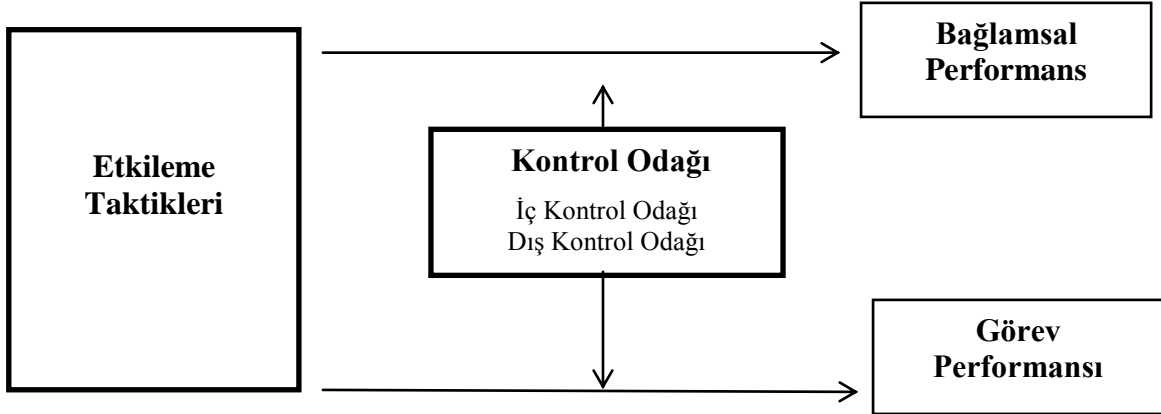 Etkileme
Taktikleri
Bağlamsal
Performans
Kontrol Odağı
İç Kontrol Odağı
Dış Kontrol Odağı
Görev
Performansı